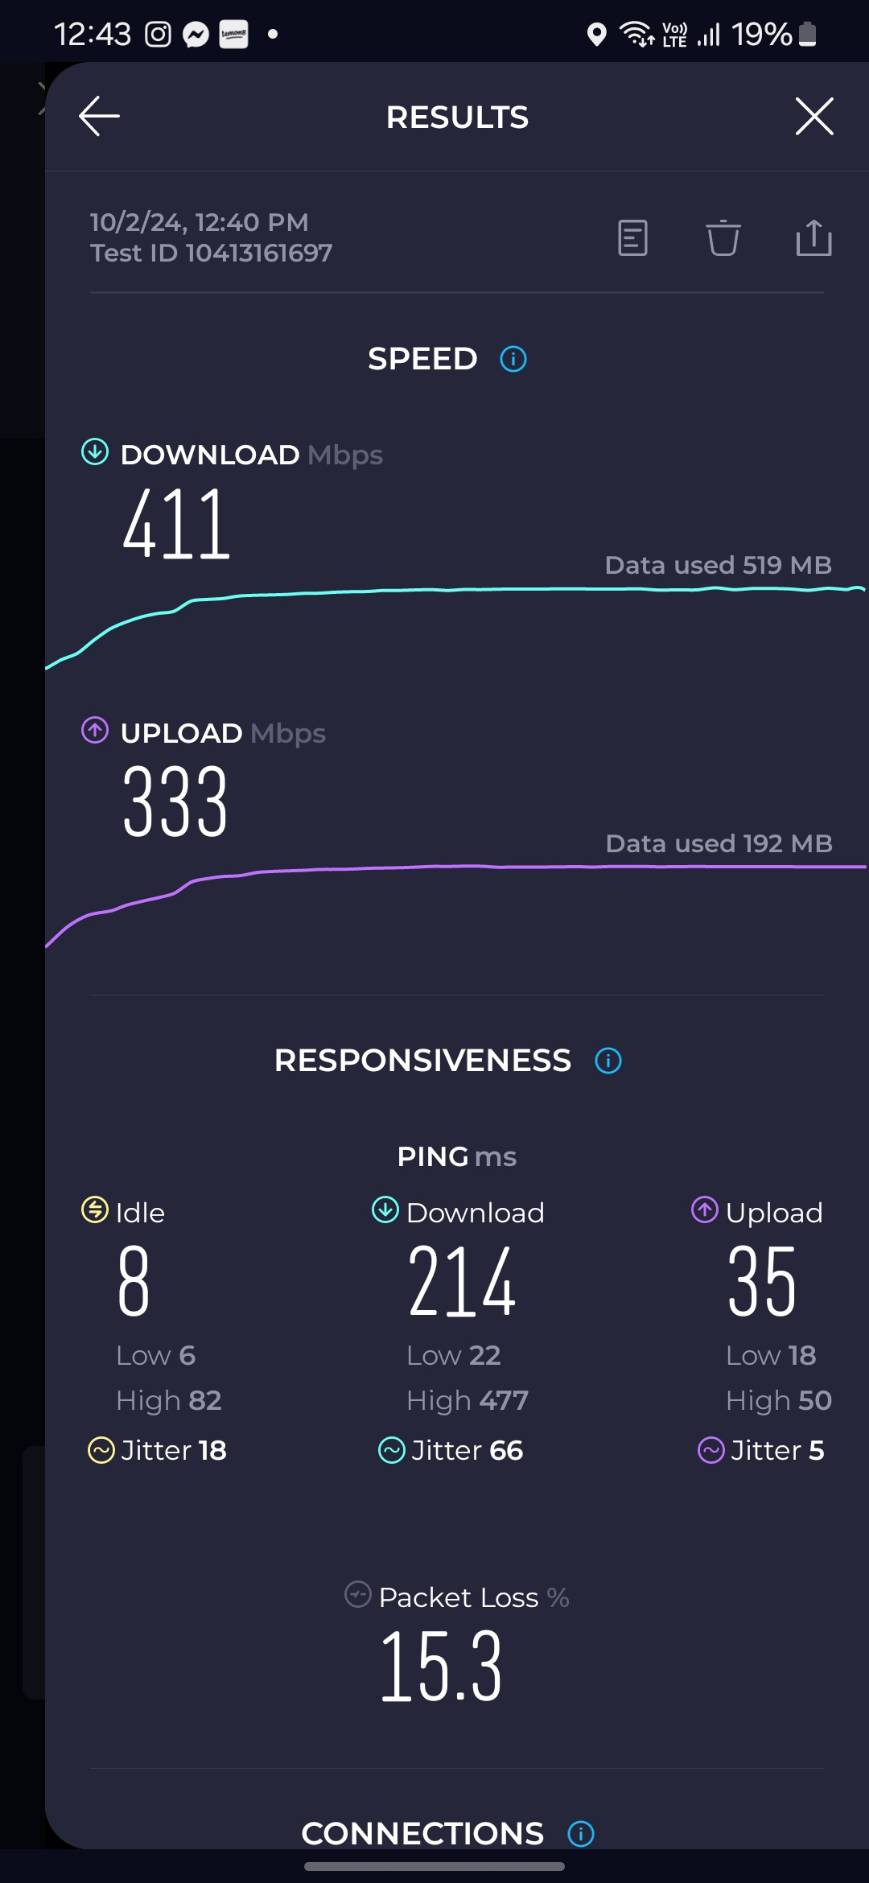 12:43 19%
Vo))
LTE
RESULTS
10/2/24, 12:40 PM
Test ID 10413161697
SPEED
DOWNLOAD Mbps
411
Data used 519 MB
UPLOAD Mbps
333
Data used 192 MB
RESPONSIVENESS
PING ms
Idle Download Upload
8 214 35
Low 6 Low 22 Low 18
High 82 High 477 High 50
Jitter 18 Jitter 66 Jitter 5
Packet Loss %
15.3
CONNECTIONS